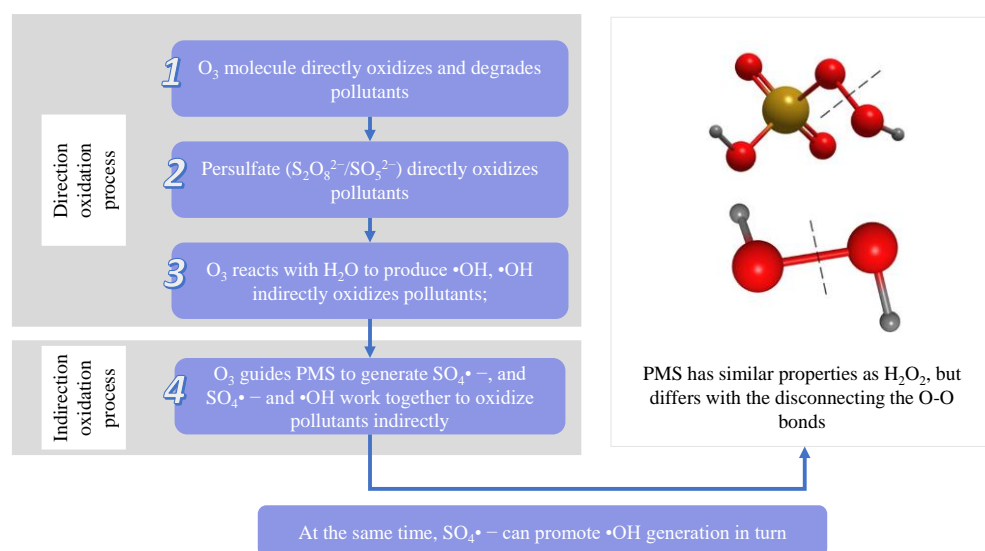 Direction
oxidation
process
1
O₃ molecule directly oxidizes and degrades
pollutants
2
Persulfate (S₂O₈²⁻/SO₅²⁻) directly oxidizes
pollutants
3
O₃ reacts with H₂O to produce •OH, •OH
indirectly oxidizes pollutants;
Indirection
oxidation
process
4
O₃ guides PMS to generate SO₄• −, and
SO₄• − and •OH work together to oxidize
pollutants indirectly
PMS has similar properties as H₂O₂, but
differs with the disconnecting the O-O
bonds
At the same time, SO₄• − can promote •OH generation in turn